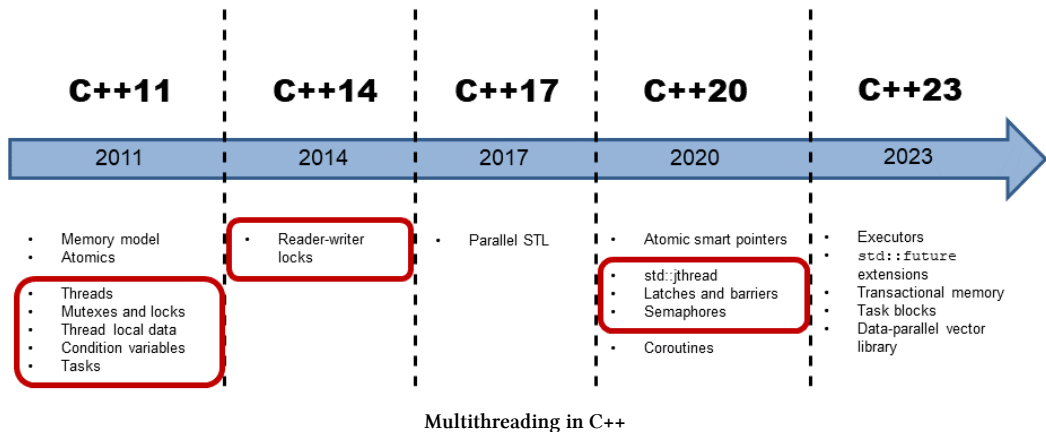 C++11
C++14
C++17
C++20
C++23
2011
2014
2017
2020
2023
• Memory model
• Atomics
• Threads
• Mutexes and locks
• Thread local data
• Condition variables
• Tasks
• Reader-writer
locks
• Parallel STL
• Atomic smart pointers
• std::jthread
• Latches and barriers
• Semaphores
• Coroutines
• Executors
• std::future
extensions
• Transactional memory
• Task blocks
• Data-parallel vector
library
Multithreading in C++